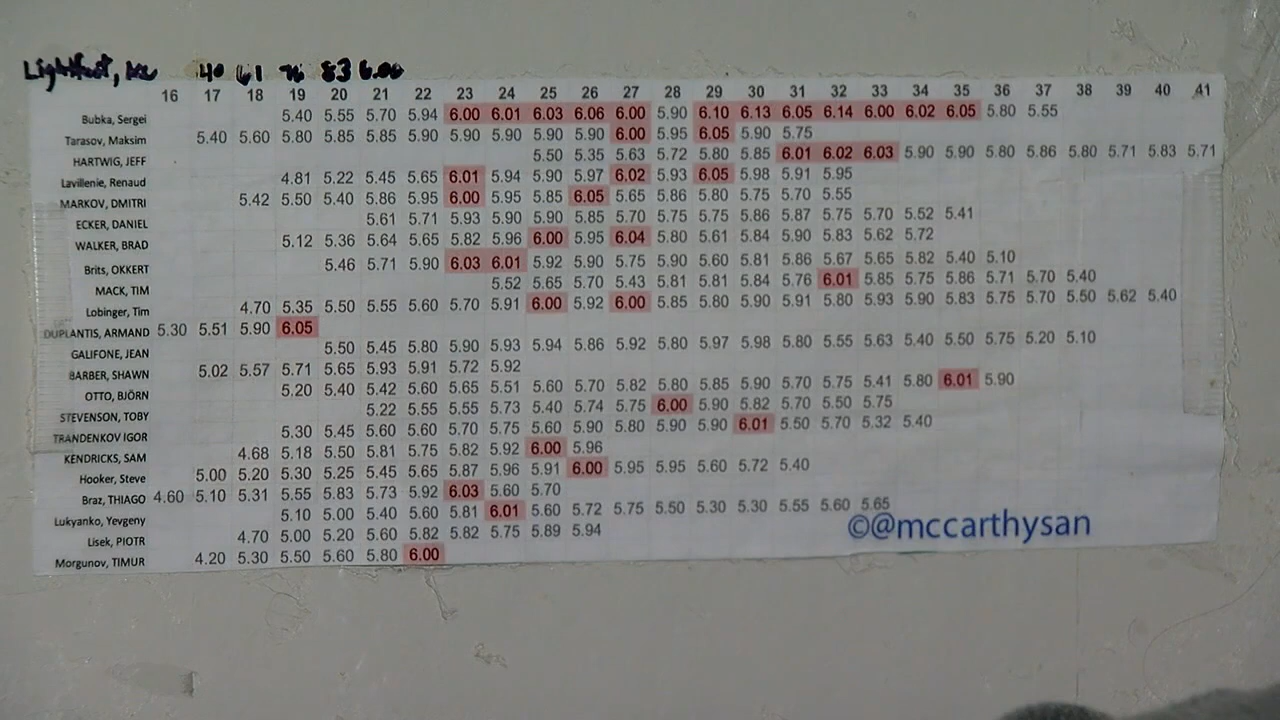 Lightfoot, KC 40 61 76 83 6.00
16 17 18 19 20 21 22 23 24 25 26 27 28 29 30 31 32 33 34 35 36 37 38 39 40 41
Bubka, Sergei 5.40 5.55 5.70 5.94 6.00 6.01 6.03 6.06 6.00 5.90 6.10 6.13 6.05 6.14 6.00 6.02 6.05 5.80 5.55
Tarasov, Maksim 5.40 5.60 5.80 5.85 5.85 5.90 5.90 5.90 5.90 5.90 6.00 5.95 6.05 5.90 5.75
HARTWIG, JEFF 5.50 5.35 5.63 5.72 5.80 5.85 6.01 6.02 6.03 5.90 5.90 5.80 5.86 5.80 5.71 5.83 5.71
Lavillenie, Renaud 4.81 5.22 5.45 5.65 6.01 5.94 5.90 5.97 6.02 5.93 6.05 5.98 5.91 5.95
MARKOV, DMITRI 5.42 5.50 5.40 5.86 5.95 6.00 5.95 5.85 6.05 5.65 5.86 5.80 5.75 5.70 5.55
ECKER, DANIEL 5.61 5.71 5.93 5.90 5.90 5.85 5.70 5.75 5.75 5.86 5.87 5.75 5.70 5.52 5.41
WALKER, BRAD 5.12 5.36 5.64 5.65 5.82 5.96 6.00 5.95 6.04 5.80 5.61 5.84 5.90 5.83 5.62 5.72
Brits, OKKERT 5.46 5.71 5.90 6.03 6.01 5.92 5.90 5.75 5.90 5.60 5.81 5.86 5.67 5.65 5.82 5.40 5.10
MACK, TIM 5.52 5.65 5.70 5.43 5.81 5.81 5.84 5.76 6.01 5.85 5.75 5.86 5.71 5.70 5.40
Lobinger, Tim 4.70 5.35 5.50 5.55 5.60 5.70 5.91 6.00 5.92 6.00 5.85 5.80 5.90 5.91 5.80 5.93 5.90 5.83 5.75 5.70 5.50 5.62 5.40
DUPLANTIS, ARMAND 5.30 5.51 5.90 6.05
GALIFONE, JEAN 5.50 5.45 5.80 5.90 5.93 5.94 5.86 5.92 5.80 5.97 5.98 5.80 5.55 5.63 5.40 5.50 5.75 5.20 5.10
BARBER, SHAWN 5.02 5.57 5.71 5.65 5.93 5.91 5.72 5.92
OTTO, BJÖRN 5.20 5.40 5.42 5.60 5.65 5.51 5.60 5.70 5.82 5.80 5.85 5.90 5.70 5.75 5.41 5.80 6.01 5.90
STEVENSON, TOBY 5.22 5.55 5.55 5.73 5.40 5.74 5.75 6.00 5.90 5.82 5.70 5.50 5.75
TRANDENKOV IGOR 5.30 5.45 5.60 5.60 5.70 5.75 5.60 5.90 5.80 5.90 5.90 6.01 5.50 5.70 5.32 5.40
KENDRICKS, SAM 4.68 5.18 5.50 5.81 5.75 5.82 5.92 6.00 5.96
Hooker, Steve 5.00 5.20 5.30 5.25 5.45 5.65 5.87 5.96 5.91 6.00 5.95 5.95 5.60 5.72 5.40
Braz, THIAGO 4.60 5.10 5.31 5.55 5.83 5.73 5.92 6.03 5.60 5.70
Lukyanko, Yevgeny 5.10 5.00 5.40 5.60 5.81 6.01 5.60 5.72 5.75 5.50 5.30 5.30 5.55 5.60 5.65
Lisek, PIOTR 4.70 5.00 5.20 5.60 5.82 5.82 5.75 5.89 5.94
Morgunov, TIMUR 4.20 5.30 5.50 5.60 5.80 6.00
©@mccarthysan